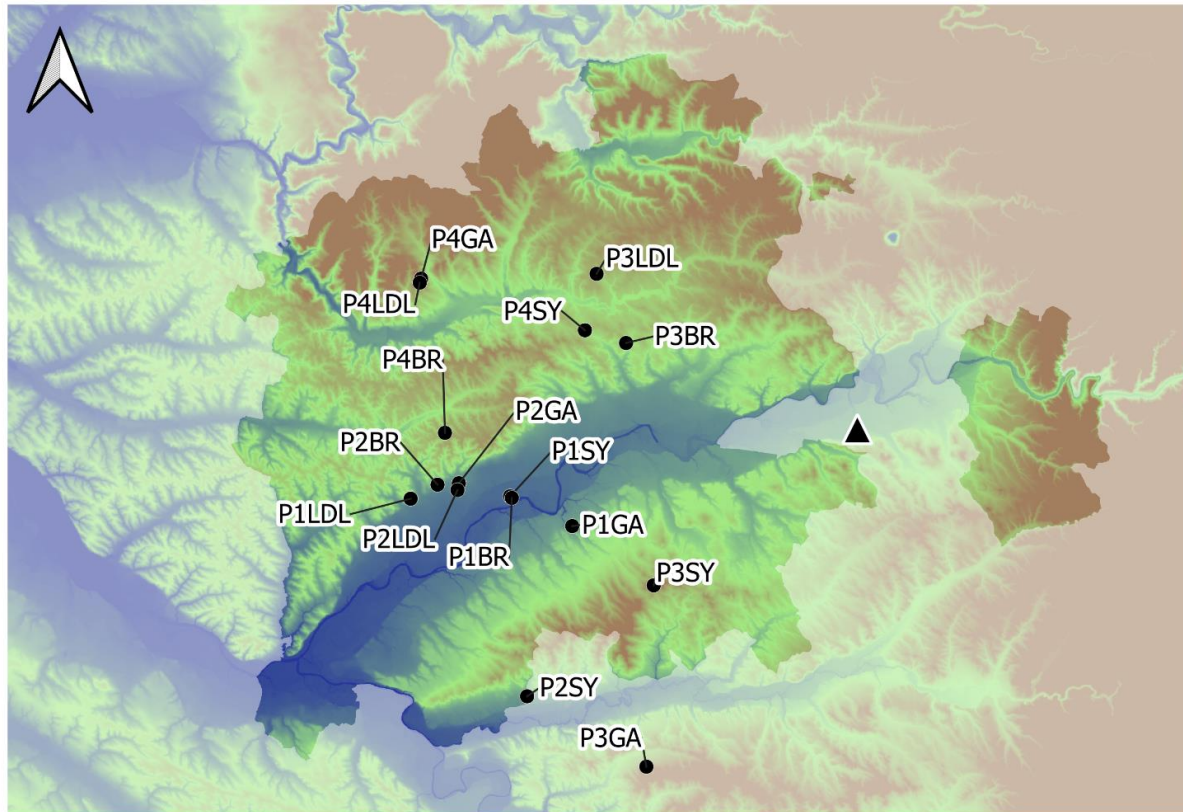 P4GA
P3LDL
P4LDL
P4SY
P3BR
P4BR
P2GA
P2BR
P1SY
P1LDL
P2LDL
P1BR
P1GA
P3SY
P2SY
P3GA